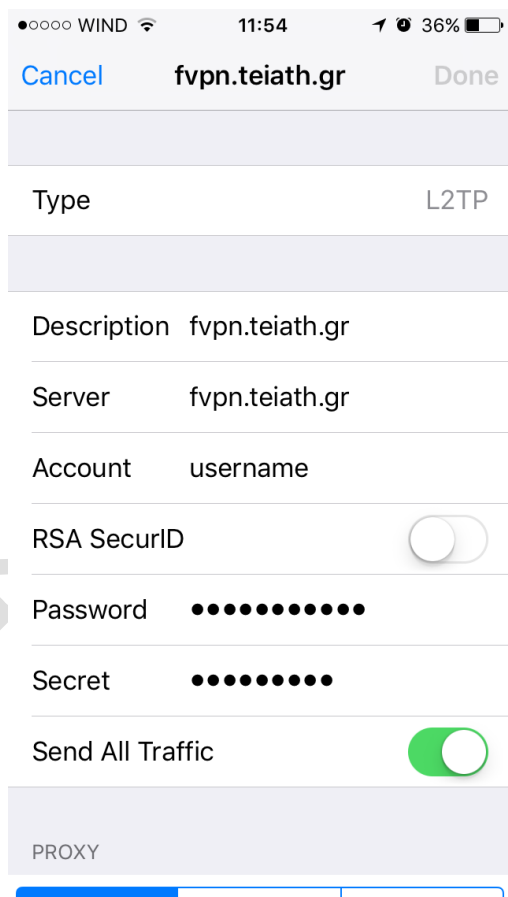 WIND 11:54 36%
Cancel fvpn.teiath.gr Done
Type L2TP
Description fvpn.teiath.gr
Server fvpn.teiath.gr
Account username
RSA SecurID
Password ●●●●●●●●●●●
Secret ●●●●●●●●●
Send All Traffic
PROXY